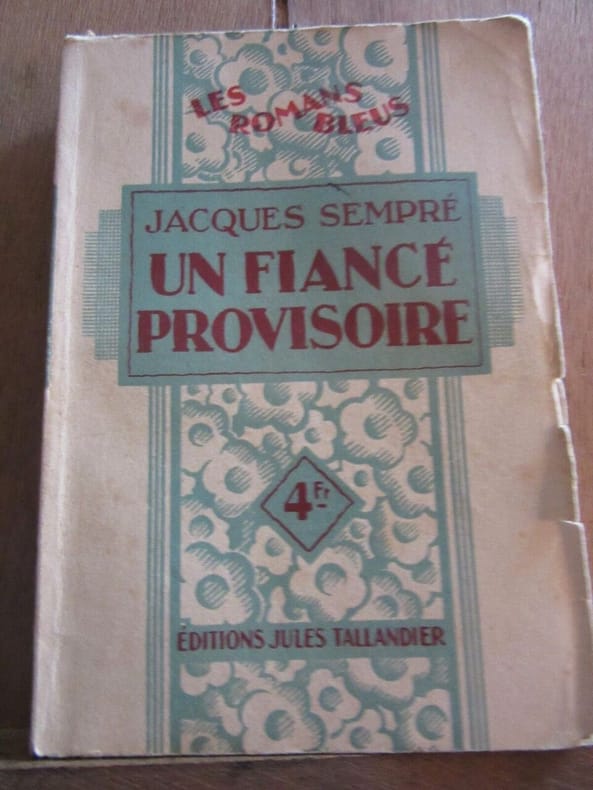 LES
ROMANS
BLEUS
JACQUES SEMPRÉ
UN FIANCÉ
PROVISOIRE
4Fr
ÉDITIONS JULES TALLANDIER